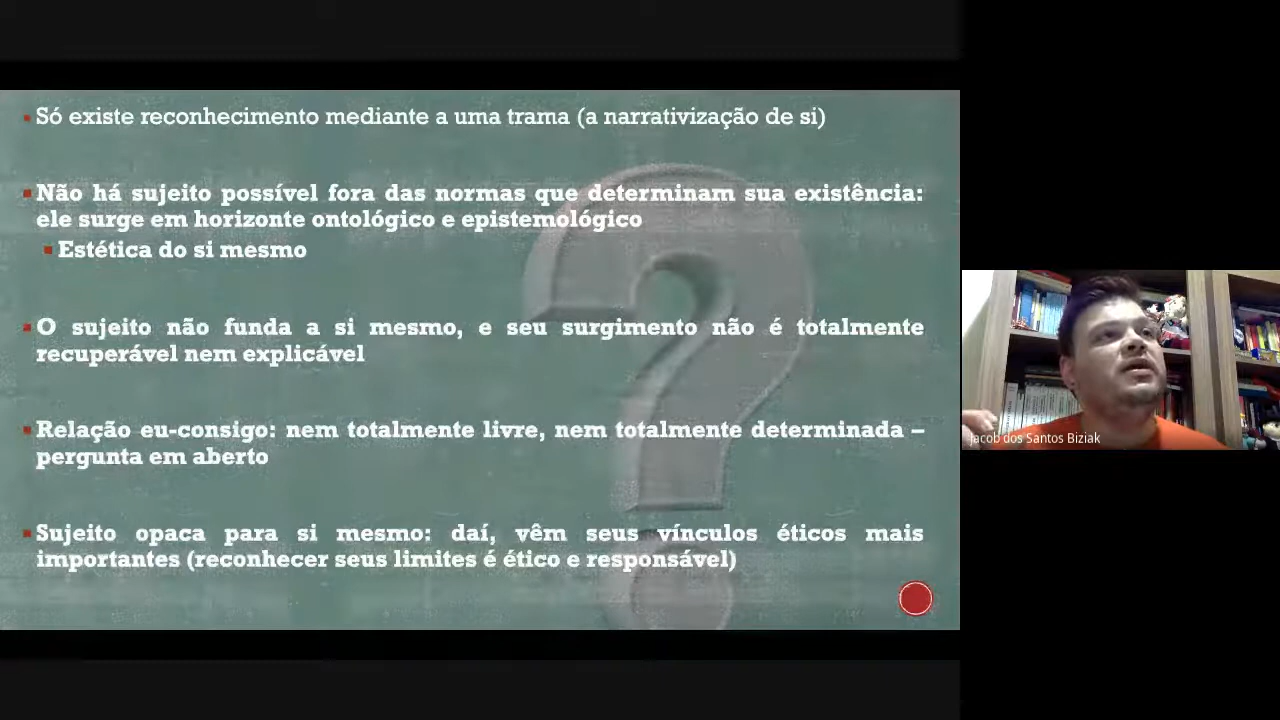 Só existe reconhecimento mediante a uma trama (a narrativização de si)
Não há sujeito possível fora das normas que determinam sua existência:
ele surge em horizonte ontológico e epistemológico
Estética do si mesmo
O sujeito não funda a si mesmo, e seu surgimento não é totalmente
recuperável nem explicável
Relação eu-consigo: nem totalmente livre, nem totalmente determinada –
pergunta em aberto
Sujeito opaca para si mesmo: daí, vêm seus vínculos éticos mais
importantes (reconhecer seus limites é ético e responsável)
Jacob dos Santos Biziak